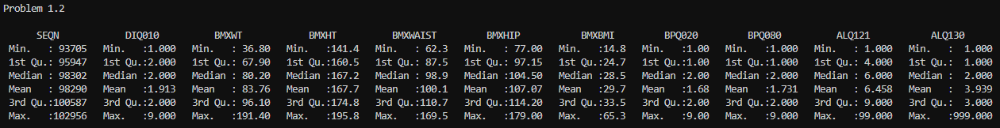 Problem 1.2
SEQN DIQ010 BMXWT BMXHT BMXWAIST BMXHIP BMXBMI BPQ020 BPQ080 ALQ121 ALQ130
Min. : 93705 Min. :1.000 Min. : 36.80 Min. :141.4 Min. : 62.3 Min. : 77.00 Min. :14.8 Min. :1.00 Min. :1.000 Min. : 1.000 Min. : 1.000
1st Qu.: 95947 1st Qu.:2.000 1st Qu.: 67.90 1st Qu.:160.5 1st Qu.: 87.5 1st Qu.: 97.15 1st Qu.:24.7 1st Qu.:1.00 1st Qu.:1.000 1st Qu.: 4.000 1st Qu.: 1.000
Median : 98302 Median :2.000 Median : 80.20 Median :167.2 Median : 98.9 Median :104.50 Median :28.5 Median :2.00 Median :2.000 Median : 6.000 Median : 2.000
Mean : 98290 Mean :1.913 Mean : 83.76 Mean :167.7 Mean :100.1 Mean :107.07 Mean :29.7 Mean :1.68 Mean :1.731 Mean : 6.458 Mean : 3.939
3rd Qu.:100587 3rd Qu.:2.000 3rd Qu.: 96.10 3rd Qu.:174.8 3rd Qu.:110.7 3rd Qu.:114.20 3rd Qu.:33.5 3rd Qu.:2.00 3rd Qu.:2.000 3rd Qu.: 9.000 3rd Qu.: 3.000
Max. :102956 Max. :9.000 Max. :191.40 Max. :195.8 Max. :169.5 Max. :179.00 Max. :65.3 Max. :9.00 Max. :9.000 Max. :99.000 Max. :999.000